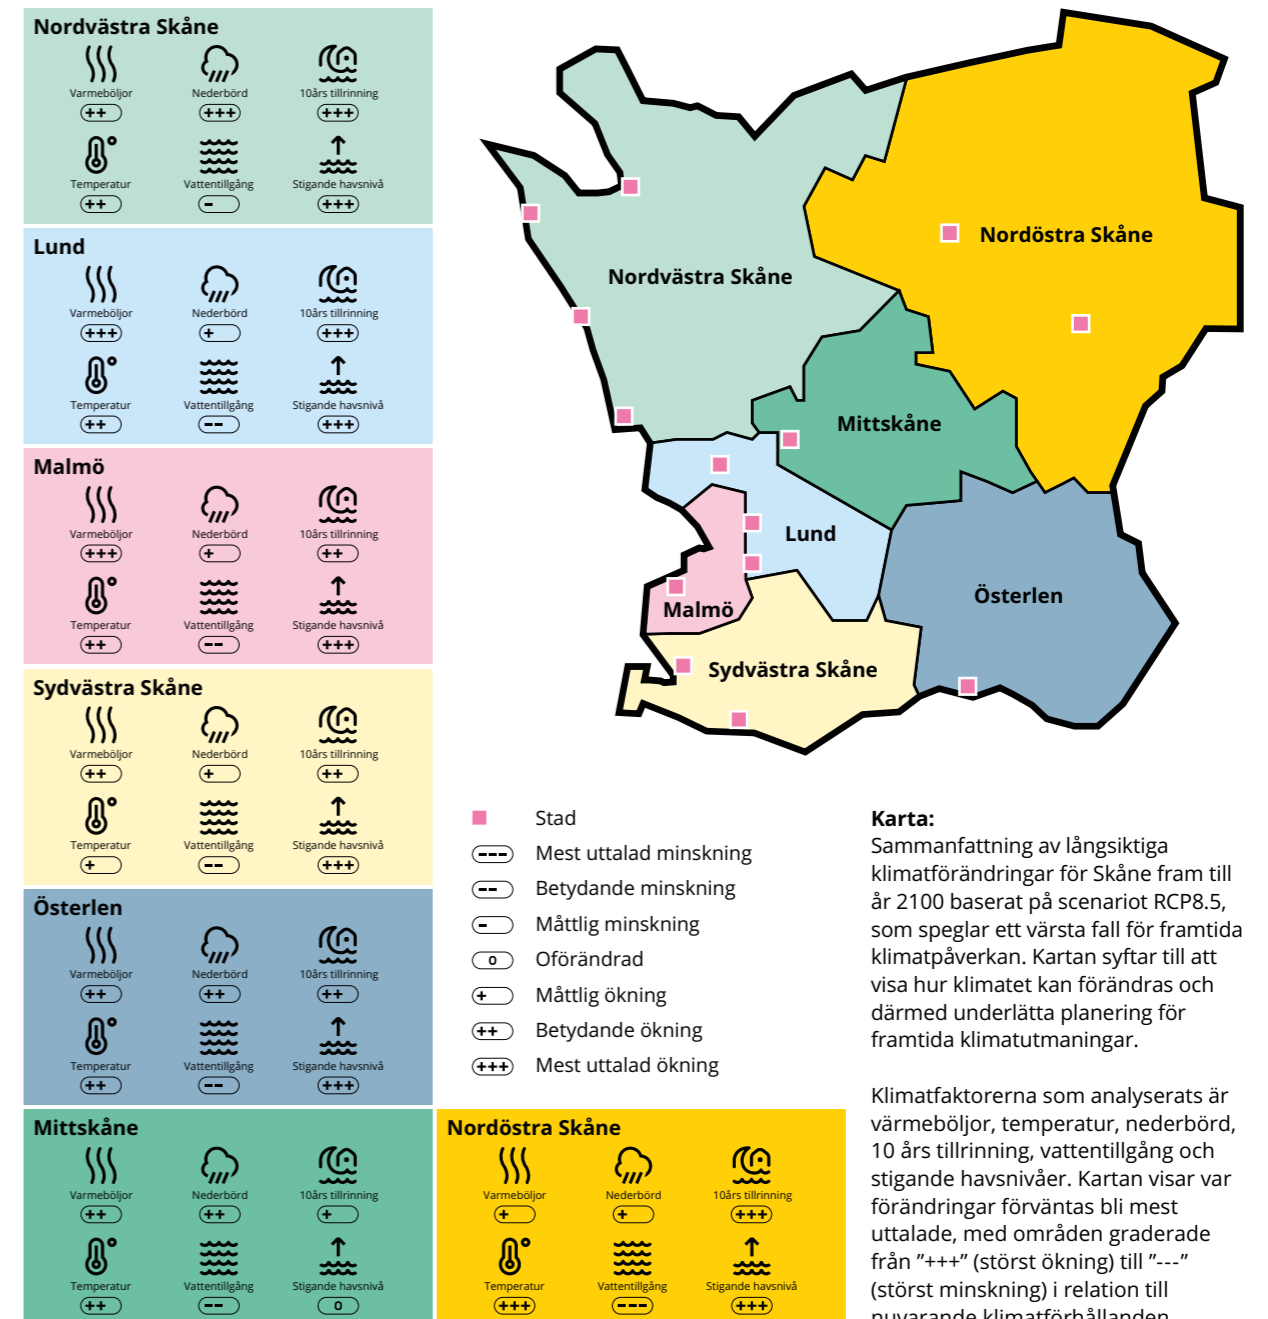 Nordvästra Skåne
Varmeböljor
Nederbörd
10års tillrinning
++
+++
+++
Temperatur
Vattentillgång
Stigande havsnivå
++
-
+++
Lund
Varmeböljor
Nederbörd
10års tillrinning
+++
+
+++
Temperatur
Vattentillgång
Stigande havsnivå
++
--
+++
Malmö
Varmeböljor
Nederbörd
10års tillrinning
+++
+
++
Temperatur
Vattentillgång
Stigande havsnivå
++
--
+++
Sydvästra Skåne
Varmeböljor
Nederbörd
10års tillrinning
++
+
++
Temperatur
Vattentillgång
Stigande havsnivå
+
--
+++
Österlen
Varmeböljor
Nederbörd
10års tillrinning
++
++
++
Temperatur
Vattentillgång
Stigande havsnivå
++
--
+++
Mittskåne
Varmeböljor
Nederbörd
10års tillrinning
++
++
+
Temperatur
Vattentillgång
Stigande havsnivå
++
--
0
Nordöstra Skåne
Varmeböljor
Nederbörd
10års tillrinning
+
+
+++
Temperatur
Vattentillgång
Stigande havsnivå
+++
---
+++
Nordvästra Skåne
Nordöstra Skåne
Mittskåne
Lund
Österlen
Malmö
Sydvästra Skåne
Stad
--- Mest uttalad minskning
-- Betydande minskning
- Måttlig minskning
0 Oförändrad
+ Måttlig ökning
++ Betydande ökning
+++ Mest uttalad ökning
Karta:
Sammanfattning av långsiktiga
klimatförändringar för Skåne fram till
år 2100 baserat på scenariot RCP8.5,
som speglar ett värsta fall för framtida
klimatpåverkan. Kartan syftar till att
visa hur klimatet kan förändras och
därmed underlätta planering för
framtida klimatutmaningar.
Klimatfaktorerna som analyserats är
värmeböljor, temperatur, nederbörd,
10 års tillrinning, vattentillgång och
stigande havsnivåer. Kartan visar var
förändringar förväntas bli mest
uttalade, med områden graderade
från ”+++” (störst ökning) till ”---”
(störst minskning) i relation till
nuvarande klimatförhållanden